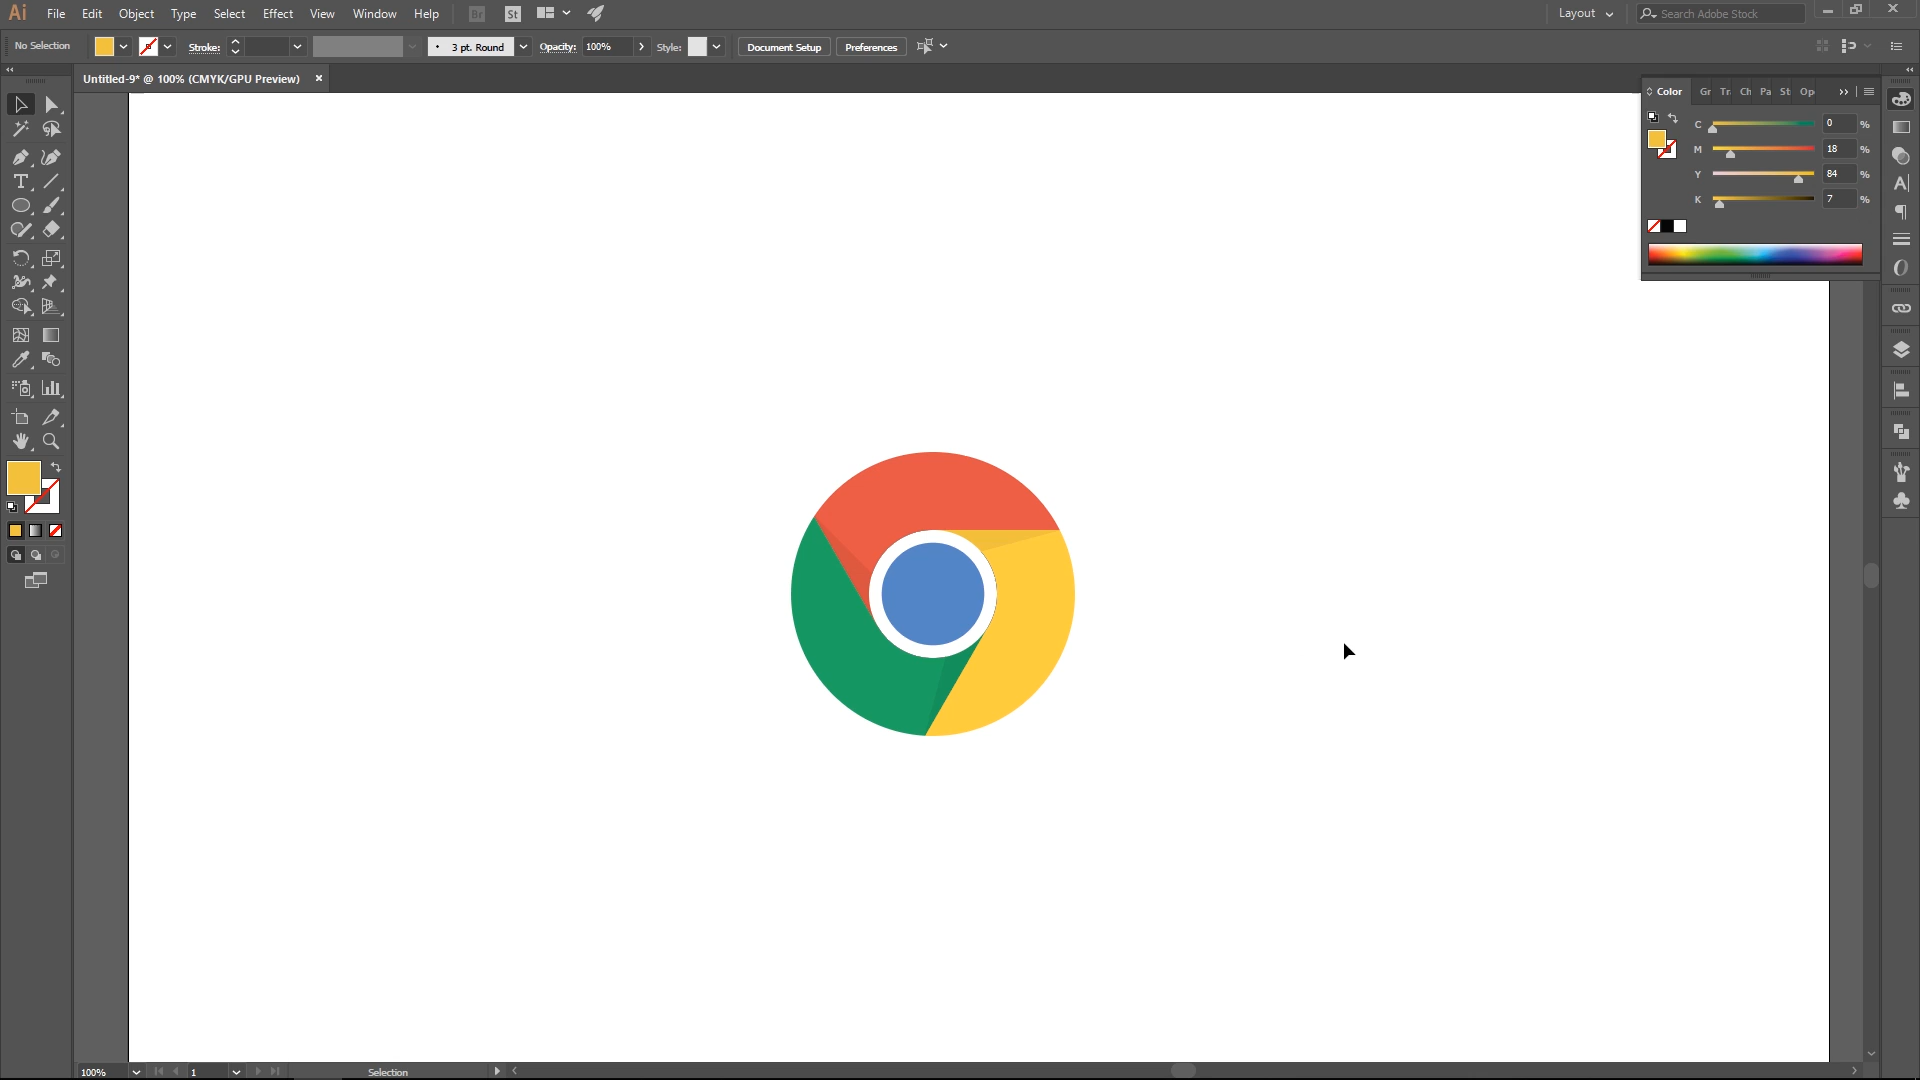 Ai File Edit Object Type Select Effect View Window Help Br St Layout Search Adobe Stock
No Selection Stroke: 3 pt. Round Opacity: 100% Style: Document Setup Preferences
Untitled-9* @ 100% (CMYK/GPU Preview)
Color Gr Tr Ch Pa St Op
C 0 %
M 18 %
Y 84 %
K 7 %
100% 1 Selection